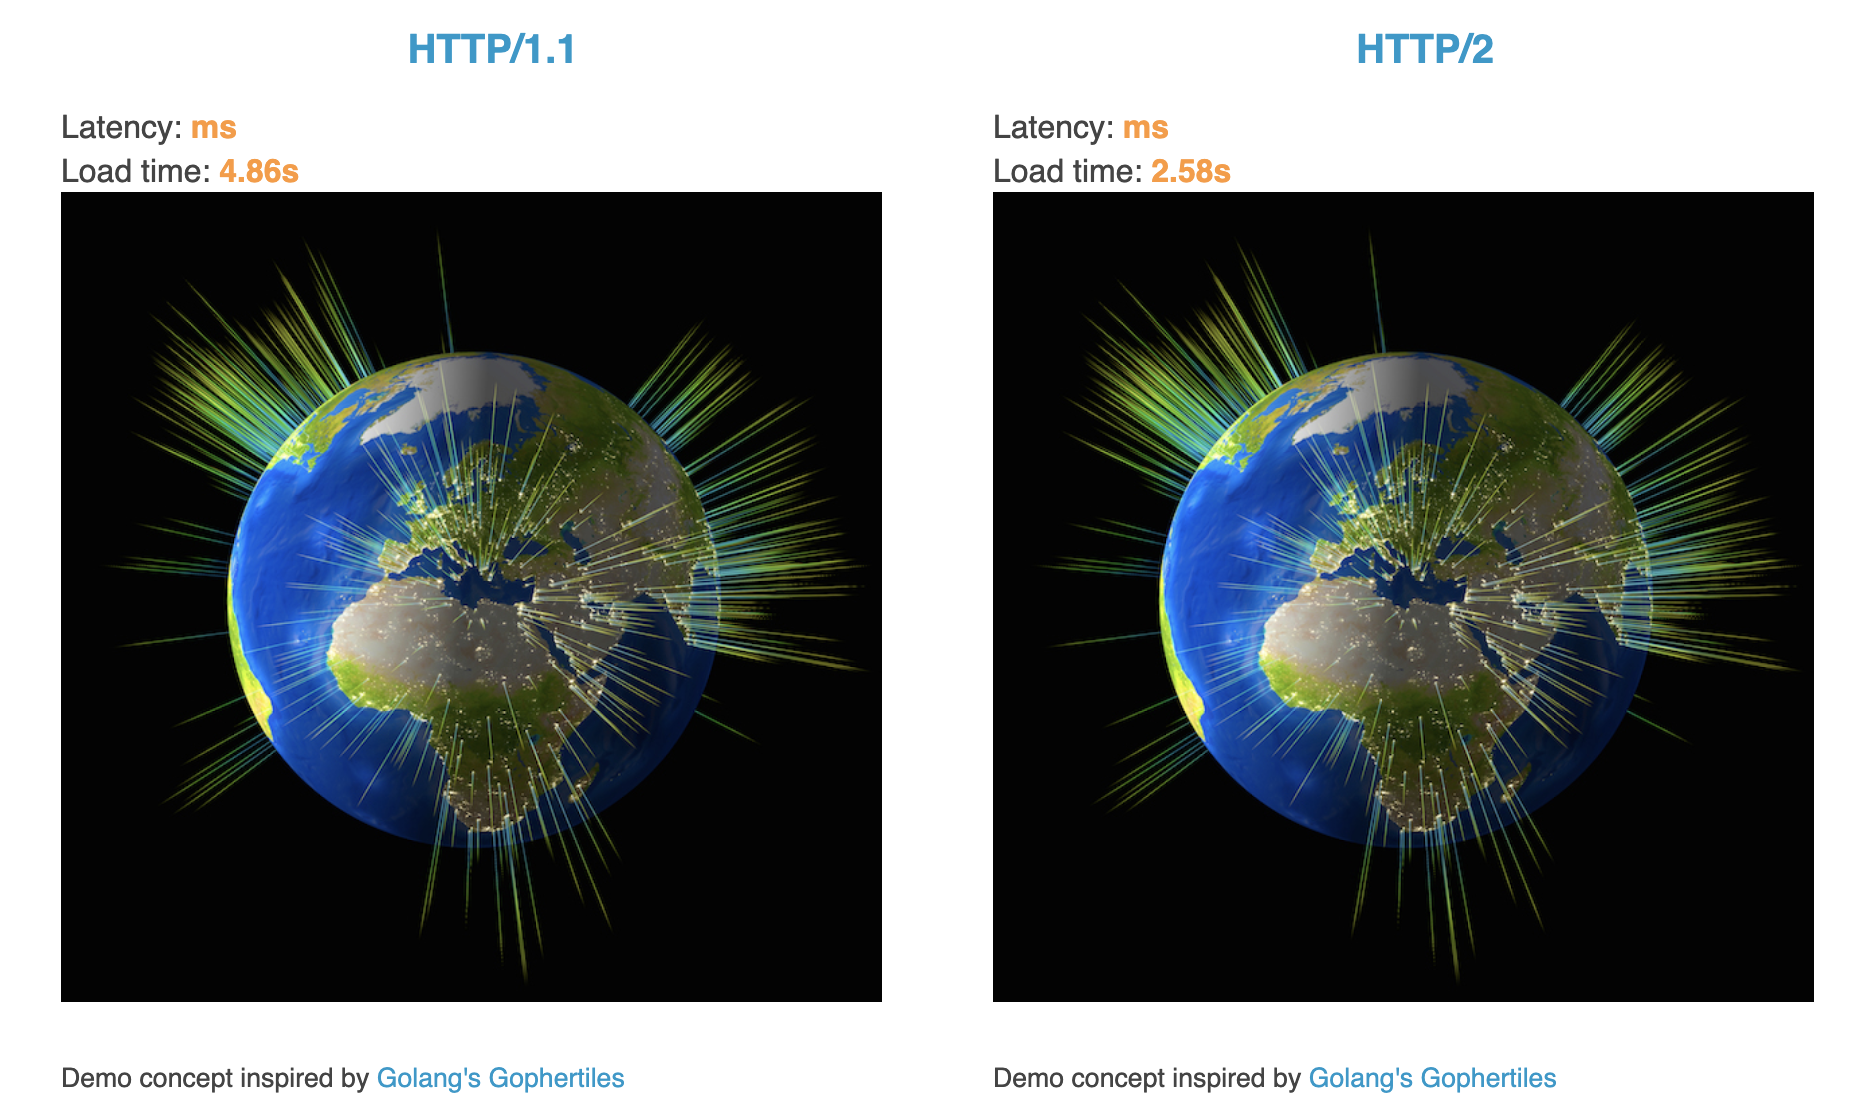 HTTP/1.1
Latency: ms
Load time: 4.86s
Demo concept inspired by Golang's Gophertiles
HTTP/2
Latency: ms
Load time: 2.58s
Demo concept inspired by Golang's Gophertiles